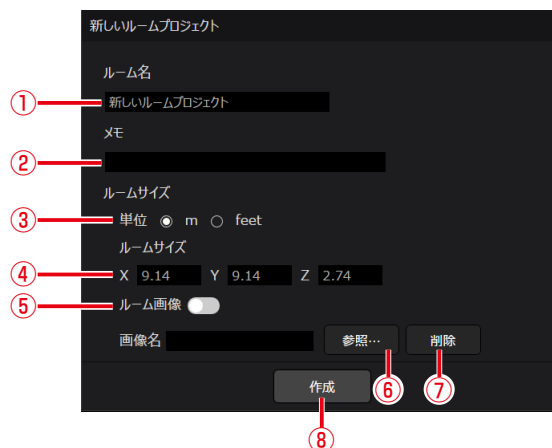 新しいルームプロジェクト
ルーム名
① 新しいルームプロジェクト
メモ
②
ルームサイズ
③ 単位 m feet
ルームサイズ
④ X 9.14 Y 9.14 Z 2.74
⑤ ルーム画像
画像名 参照… 削除
⑥ ⑦
作成
⑧